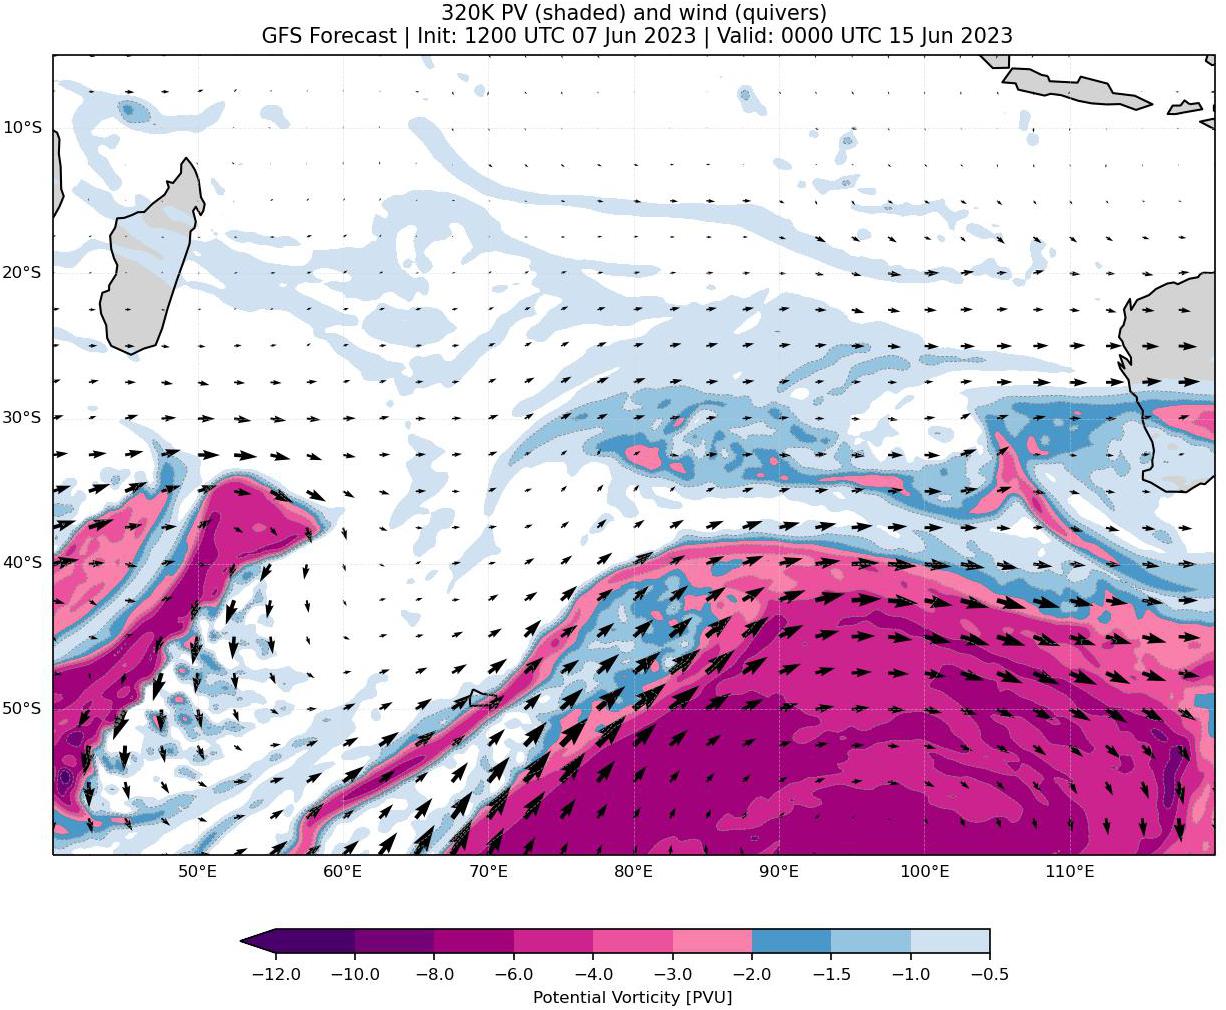 320K PV (shaded) and wind (quivers)
GFS Forecast | Init: 1200 UTC 07 Jun 2023 | Valid: 0000 UTC 15 Jun 2023
10°S
20°S
30°S
40°S
50°S
50°E 60°E 70°E 80°E 90°E 100°E 110°E
−12.0 −10.0 −8.0 −6.0 −4.0 −3.0 −2.0 −1.5 −1.0 −0.5
Potential Vorticity [PVU]